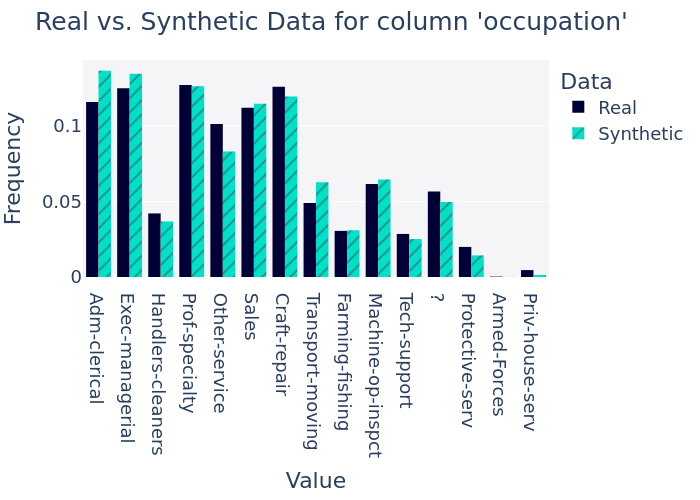 Real vs. Synthetic Data for column 'occupation'
Data
Real
Synthetic
Frequency
0.1
0.05
0
Adm-clerical
Exec-managerial
Handlers-cleaners
Prof-specialty
Other-service
Sales
Craft-repair
Transport-moving
Farming-fishing
Machine-op-inspct
Tech-support
?
Protective-serv
Armed-Forces
Priv-house-serv
Value